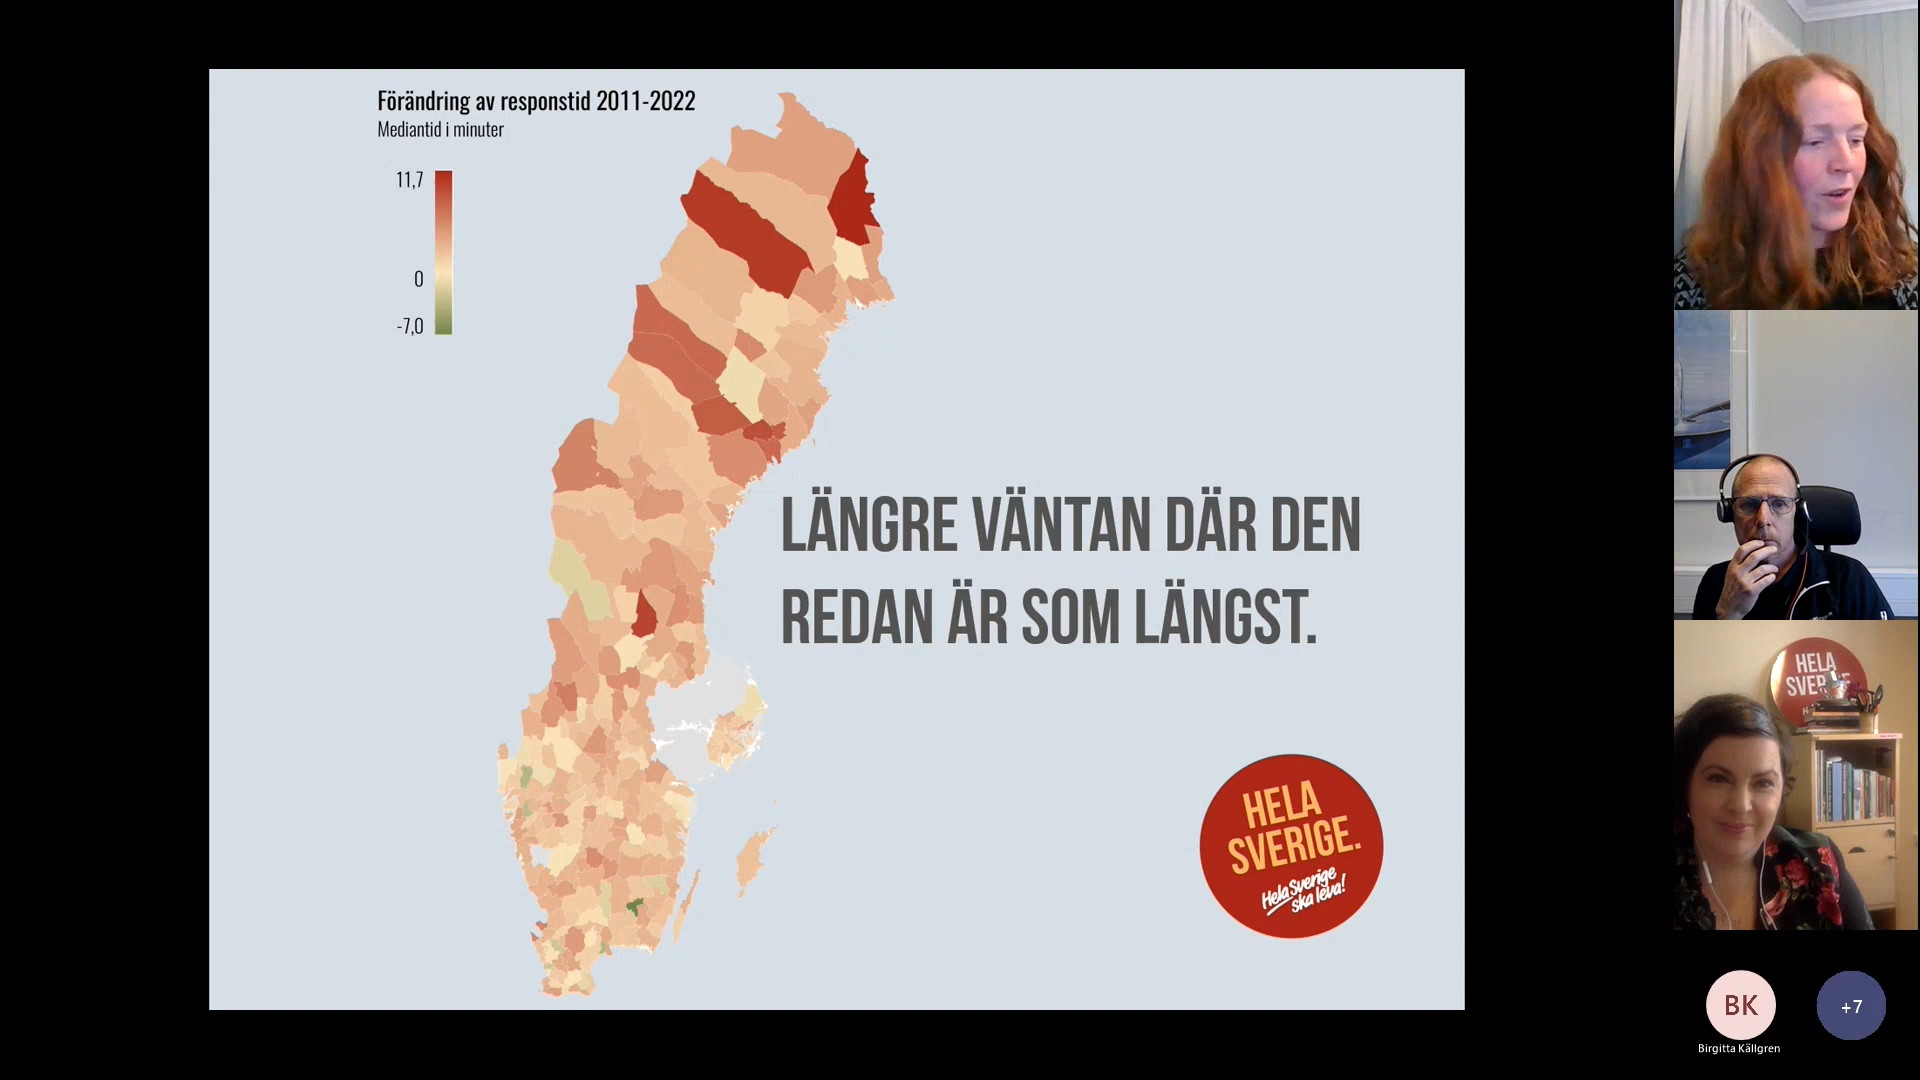 Förändring av responstid 2011-2022
Mediantid i minuter
11,7
0
-7,0
LÄNGRE VÄNTAN DÄR DEN
REDAN ÄR SOM LÄNGST.
HELA
SVERIGE.
Hela Sverige
ska leva!
HELA
BK
+7
Birgitta Källgren